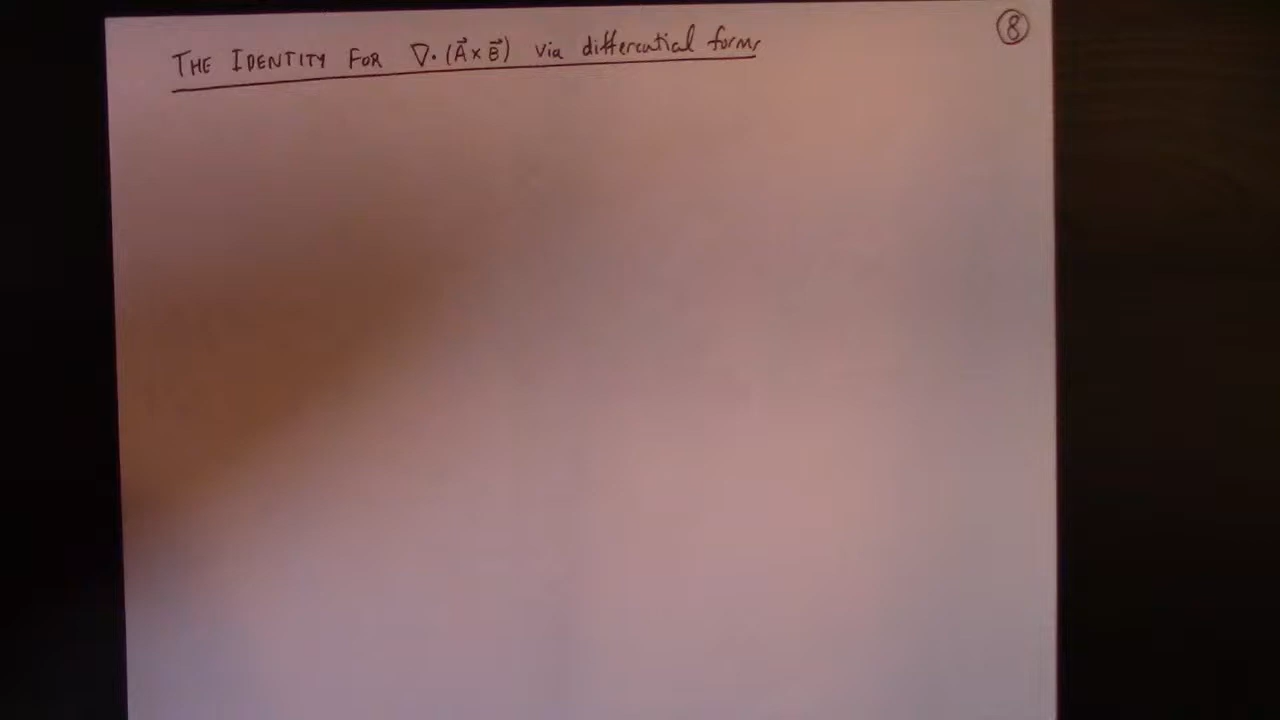 THE IDENTITY FOR ∇·(A⃗×B⃗) via differential forms
⑧